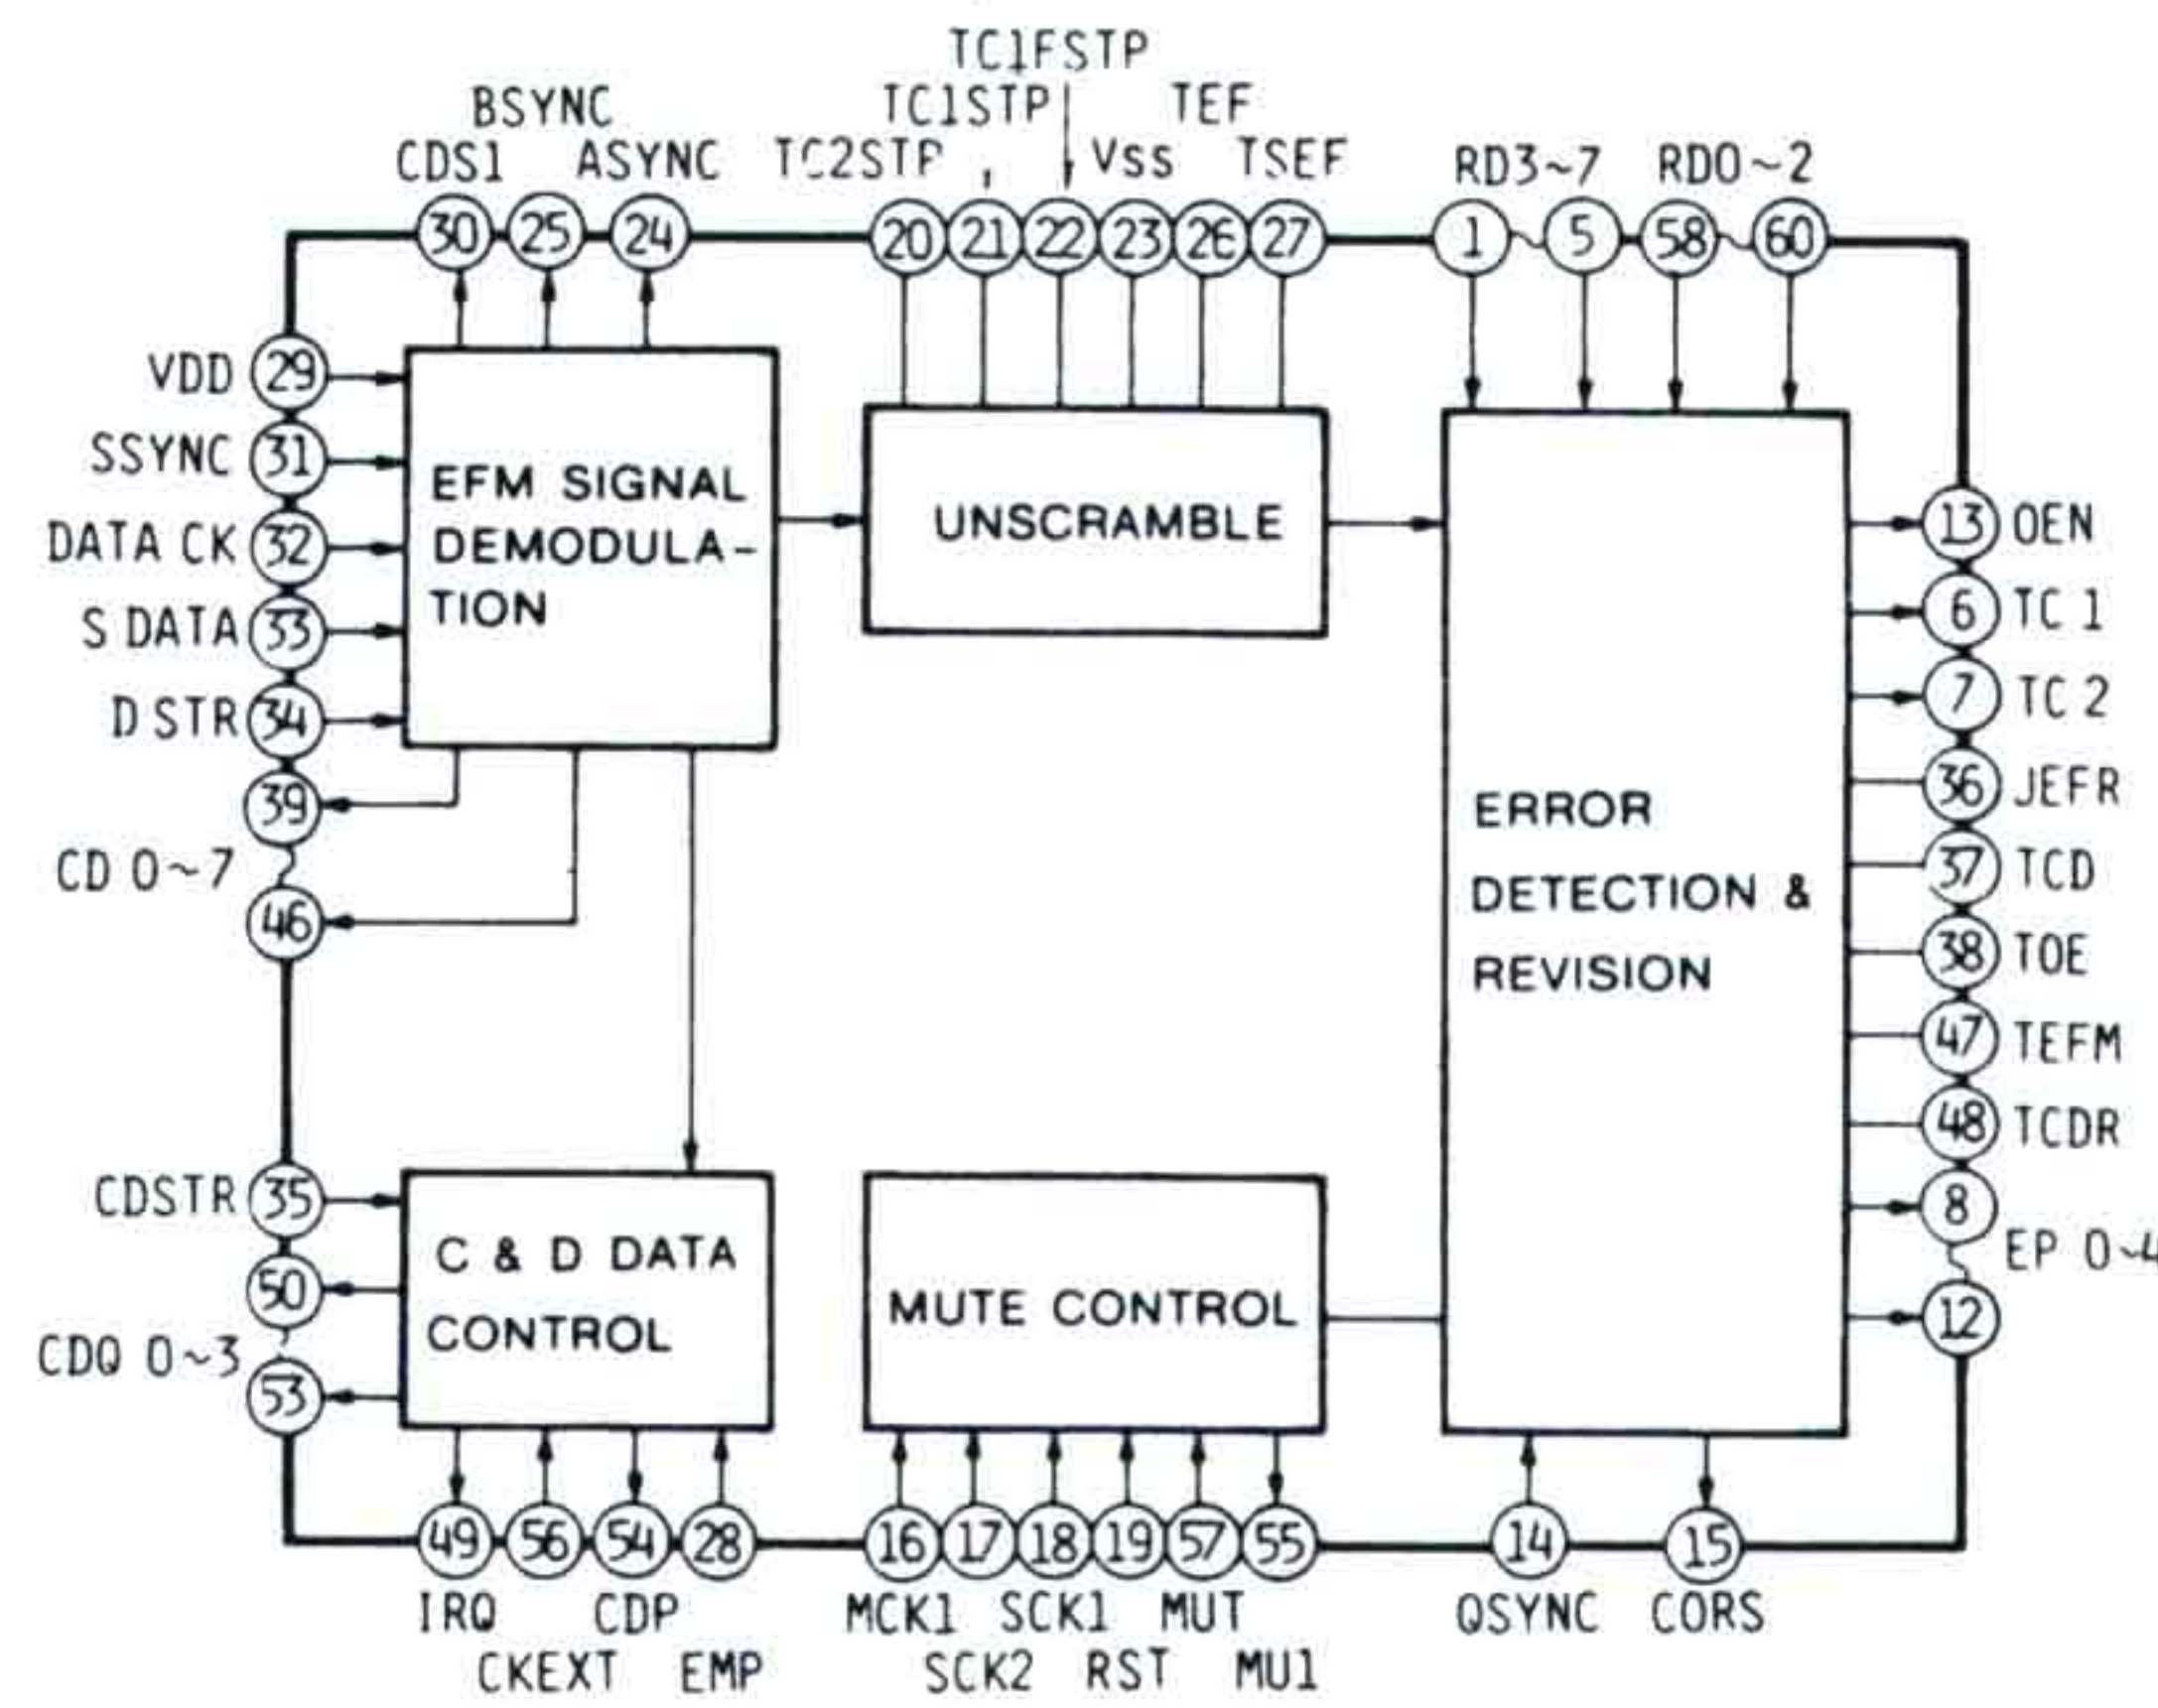 TC1FSTP
BSYNC TC1STP TEF
CDS1 ASYNC TC2STP Vss TSEF RD3~7 RD0~2
30 25 24 20 21 22 23 26 27 1 5 58 60
VDD 29
SSYNC 31
DATA CK 32
S DATA 33
D STR 34
39
CD 0~7
46
EFM SIGNAL
DEMODULA-
TION
UNSCRAMBLE
ERROR
DETECTION &
REVISION
13 OEN
6 TC 1
7 TC 2
36 JEFR
37 TCD
38 TOE
47 TEFM
48 TCDR
8
EP 0~4
12
CDSTR 35
50
CDQ 0~3
53
C & D DATA
CONTROL
MUTE CONTROL
49 56 54 28 16 17 18 19 57 55 14 15
IRQ CDP MCK1 SCK1 MUT QSYNC CORS
CKEXT EMP SCK2 RST MU1